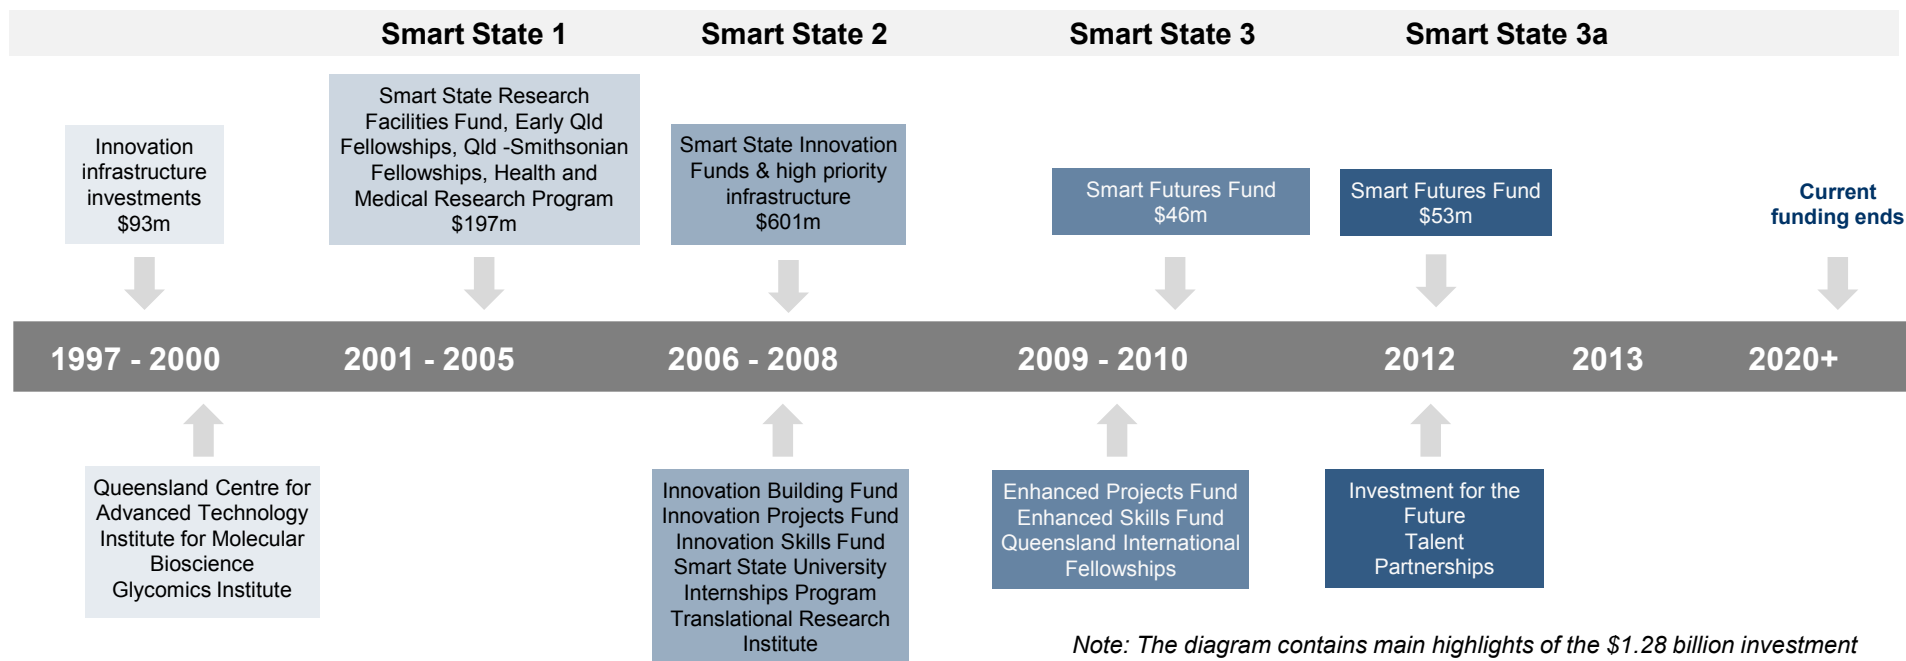 Smart State 1
Smart State 2
Smart State 3
Smart State 3a
Innovation
infrastructure
investments
$93m
Smart State Research
Facilities Fund, Early Qld
Fellowships, Qld -Smithsonian
Fellowships, Health and
Medical Research Program
$197m
Smart State Innovation
Funds & high priority
infrastructure
$601m
Smart Futures Fund
$46m
Smart Futures Fund
$53m
Current
funding ends
1997 - 2000
2001 - 2005
2006 - 2008
2009 - 2010
2012
2013
2020+
Queensland Centre for
Advanced Technology
Institute for Molecular
Bioscience
Glycomics Institute
Innovation Building Fund
Innovation Projects Fund
Innovation Skills Fund
Smart State University
Internships Program
Translational Research
Institute
Enhanced Projects Fund
Enhanced Skills Fund
Queensland International
Fellowships
Investment for the
Future
Talent
Partnerships
Note: The diagram contains main highlights of the $1.28 billion investment